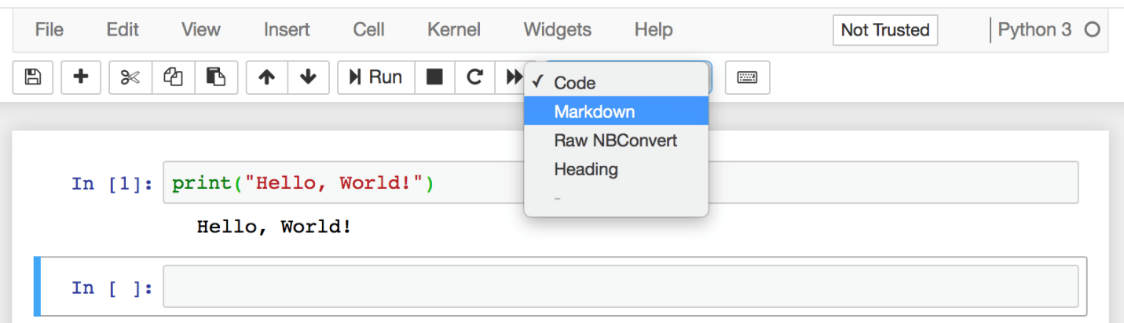 File Edit View Insert Cell Kernel Widgets Help Not Trusted Python 3
Run
✓ Code
Markdown
Raw NBConvert
Heading
-
In [1]: print("Hello, World!")
Hello, World!
In [ ]: